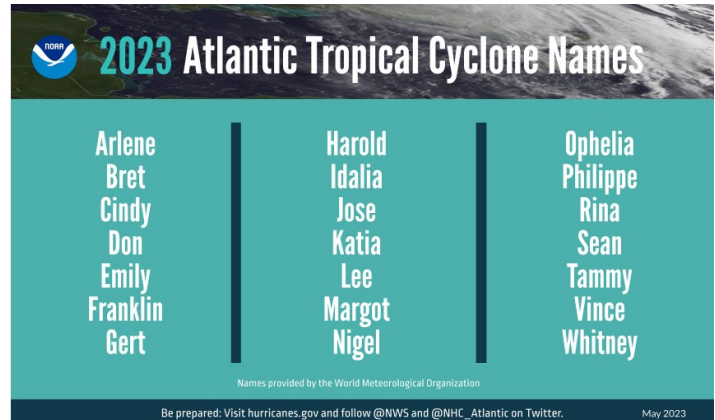 NOAA
2023 Atlantic Tropical Cyclone Names
Arlene
Bret
Cindy
Don
Emily
Franklin
Gert
Harold
Idalia
Jose
Katia
Lee
Margot
Nigel
Ophelia
Philippe
Rina
Sean
Tammy
Vince
Whitney
Names provided by the World Meteorological Organization
Be prepared: Visit hurricanes.gov and follow @NWS and @NHC_Atlantic on Twitter.
May 2023